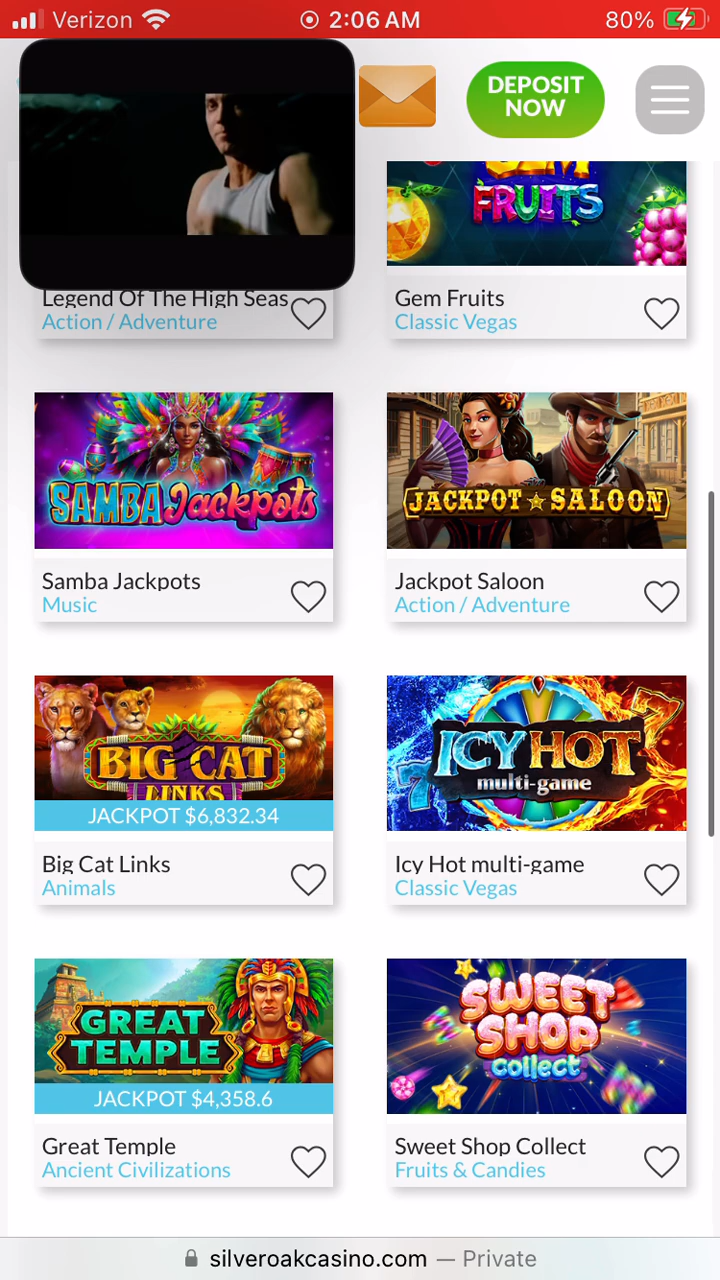 Verizon 2:06 AM 80%
DEPOSIT
NOW
FRUITS
Legend Of The High Seas
Action / Adventure
Gem Fruits
Classic Vegas
SAMBA Jackpots
JACKPOT SALOON
Samba Jackpots
Music
Jackpot Saloon
Action / Adventure
BIG CAT
LINKS
JACKPOT $6,832.34
7
ICY HOT
7
multi-game
Big Cat Links
Animals
Icy Hot multi-game
Classic Vegas
GREAT
TEMPLE
JACKPOT $4,358.6
SWEET
SHOP
Collect
Great Temple
Ancient Civilizations
Sweet Shop Collect
Fruits & Candies
silveroakcasino.com — Private